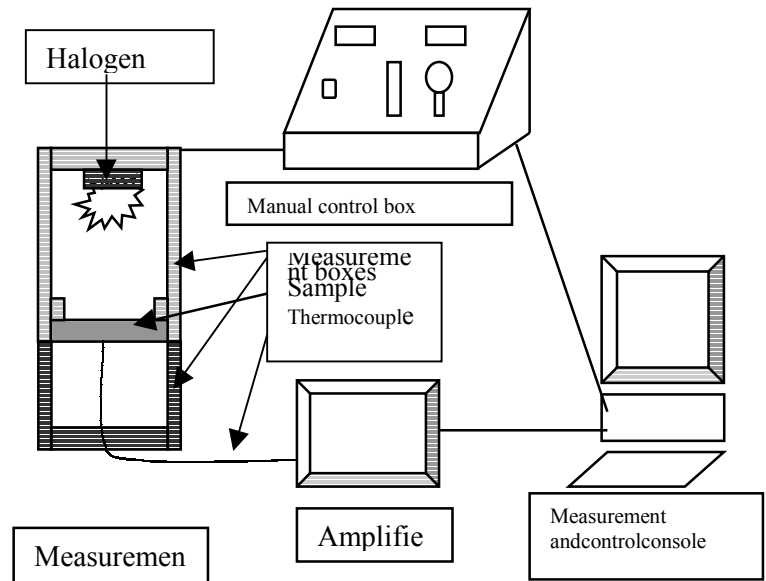 Halogen
Manual control box
Measureme
nt boxes
Sample
Thermocouple
Amplifie
Measurement
andcontrolconsole
Measuremen